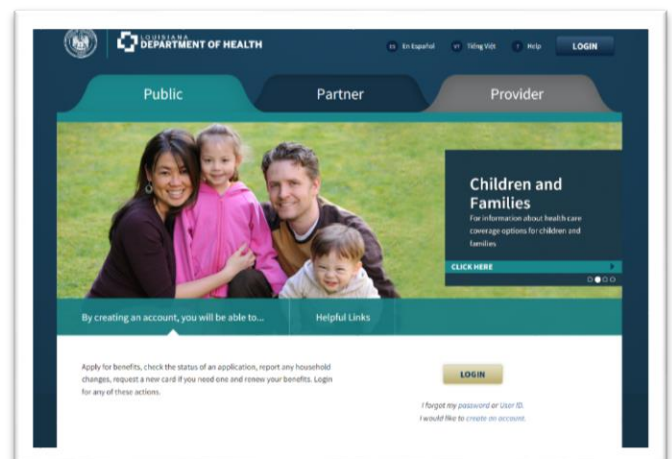 LOUISIANA
DEPARTMENT OF HEALTH
ES En Español
VT Tiếng Việt
? Help
LOGIN
Public
Partner
Provider
Children and
Families
For information about health care
coverage options for children and
families
CLICK HERE
By creating an account, you will be able to...
Helpful Links
Apply for benefits, check the status of an application, report any household
changes, request a new card if you need one and renew your benefits. Login
for any of these actions.
LOGIN
I forgot my password or User ID.
I would like to create an account.